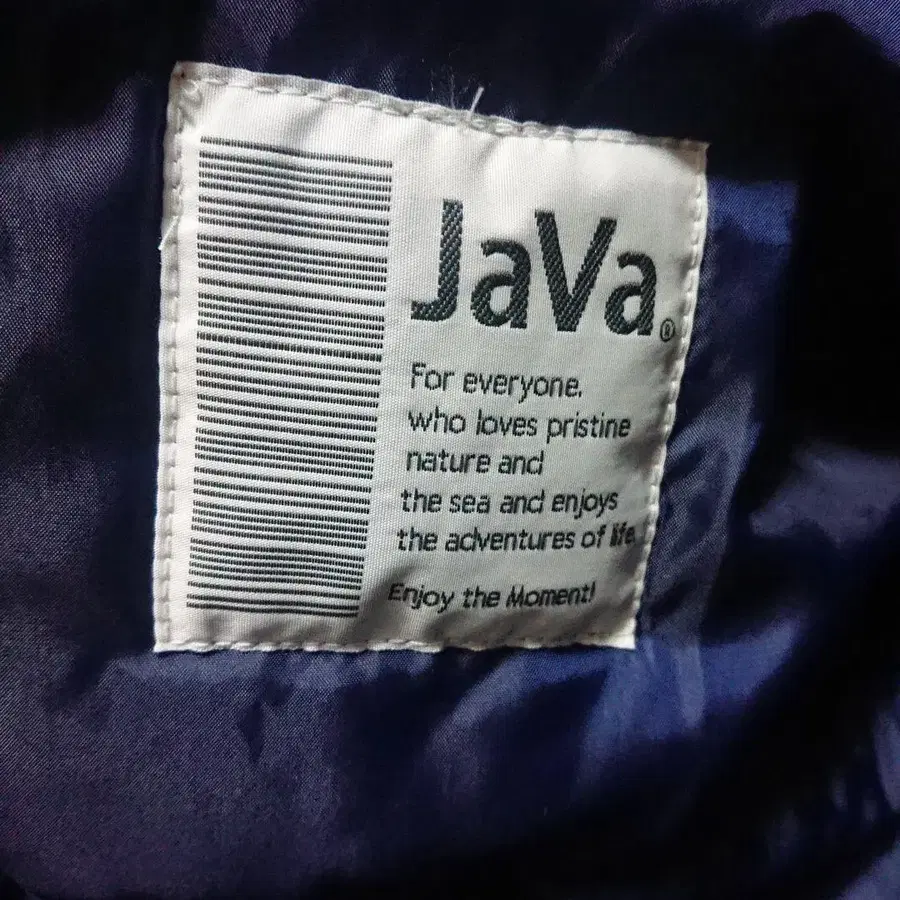 JaVa®
For everyone.
who loves pristine
nature and
the sea and enjoys
the adventures of life.
Enjoy the Moment!